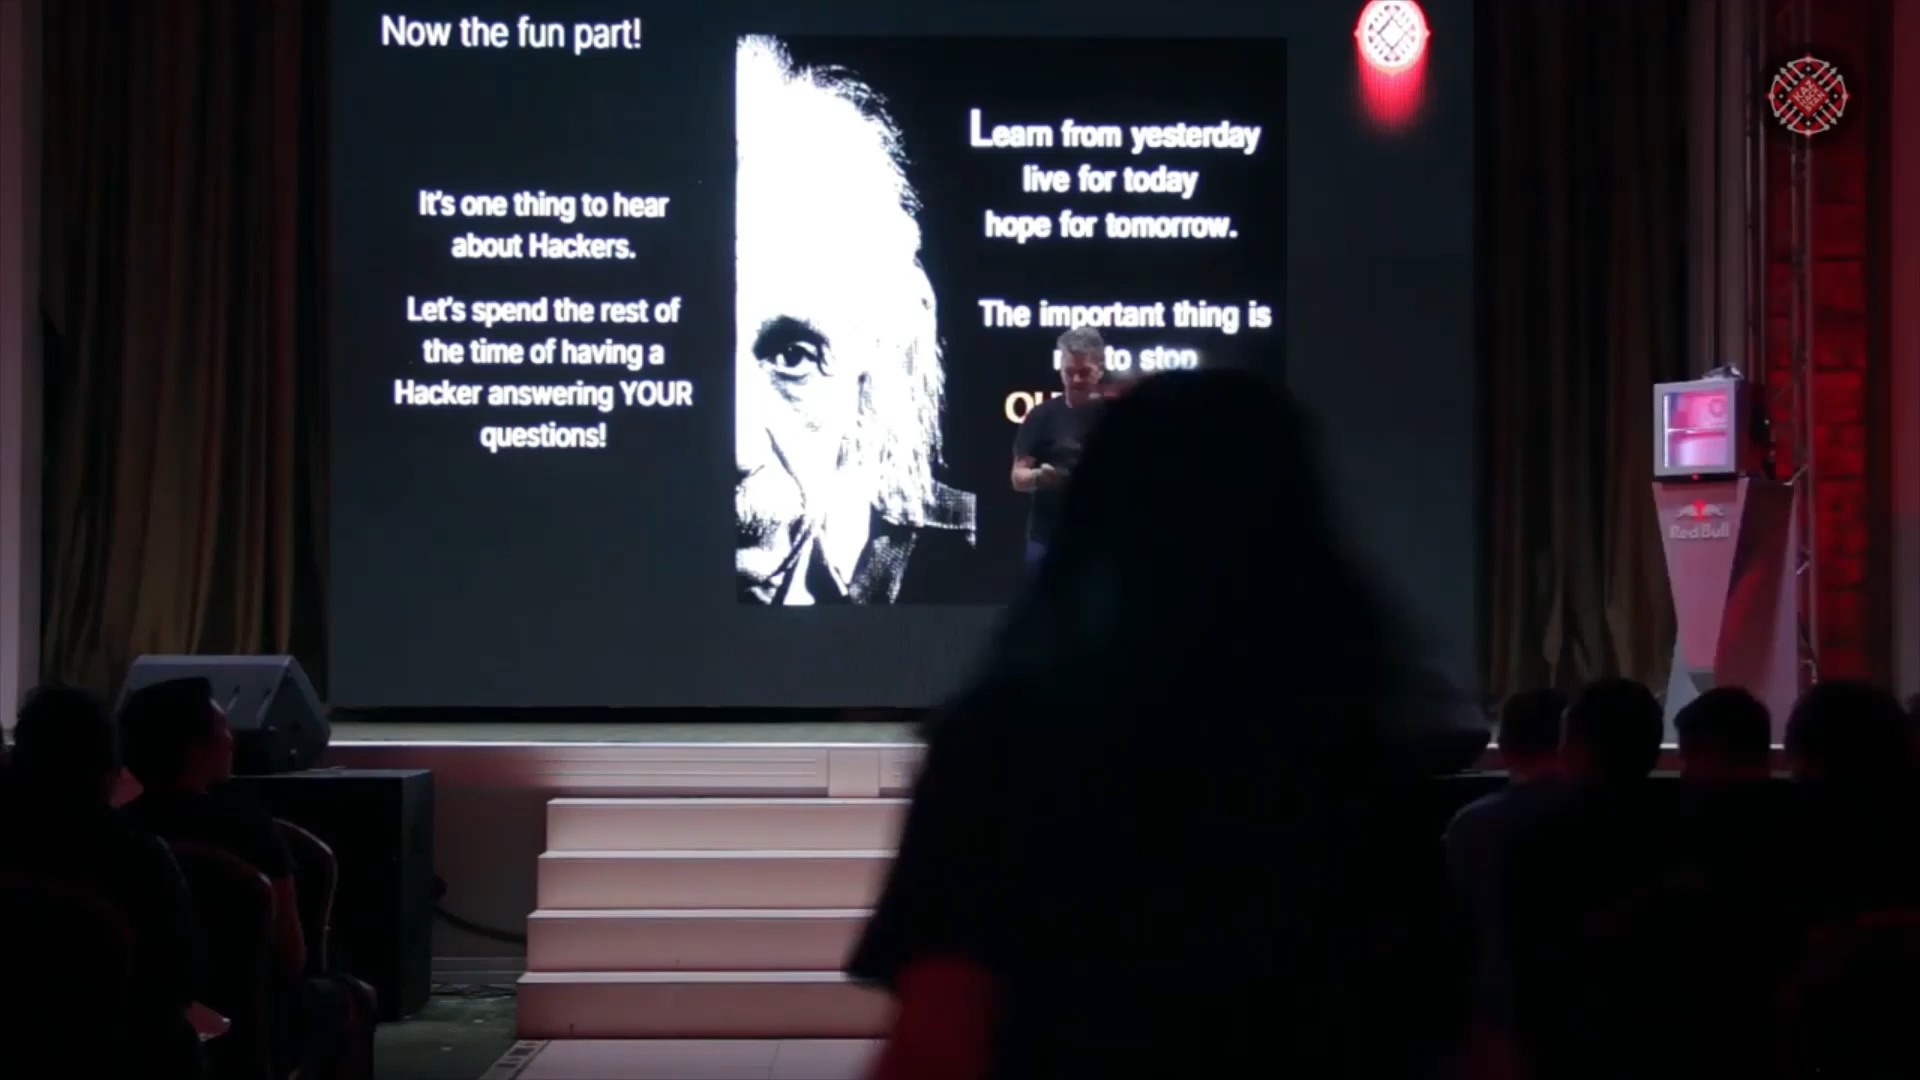 Now the fun part!
It's one thing to hear
about Hackers.
Let's spend the rest of
the time of having a
Hacker answering YOUR
questions!
Learn from yesterday
live for today
hope for tomorrow.
The important thing is
to stop
Red Bull